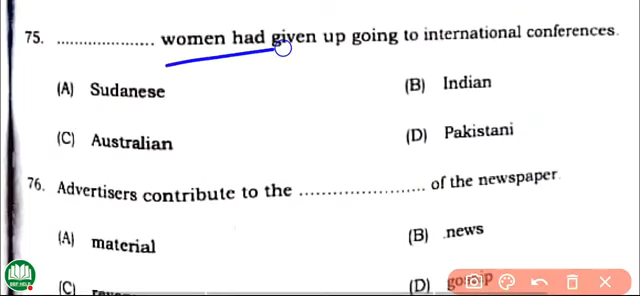 75. .................... women had given up going to international conferences.
(A) Sudanese (B) Indian
(C) Australian (D) Pakistani
76. Advertisers contribute to the ...................... of the newspaper.
(A) material (B) news
(C) (D) gossip